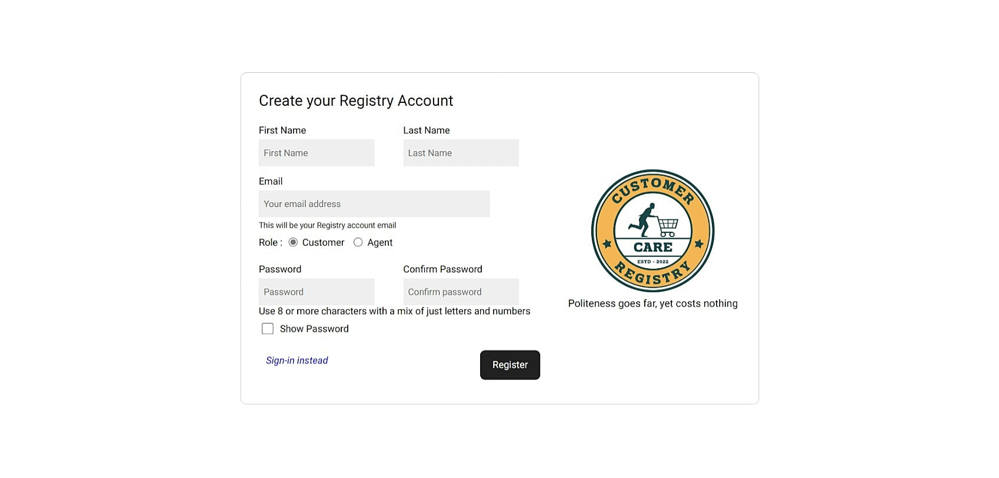 Create your Registry Account
First Name Last Name
First Name Last Name
Email
Your email address
This will be your Registry account email
Role : Customer Agent
Password Confirm Password
Password Confirm password
Use 8 or more characters with a mix of just letters and numbers
Show Password
Sign-in instead Register
CUSTOMER
CARE
ESTD - 2022
REGISTRY
Politeness goes far, yet costs nothing